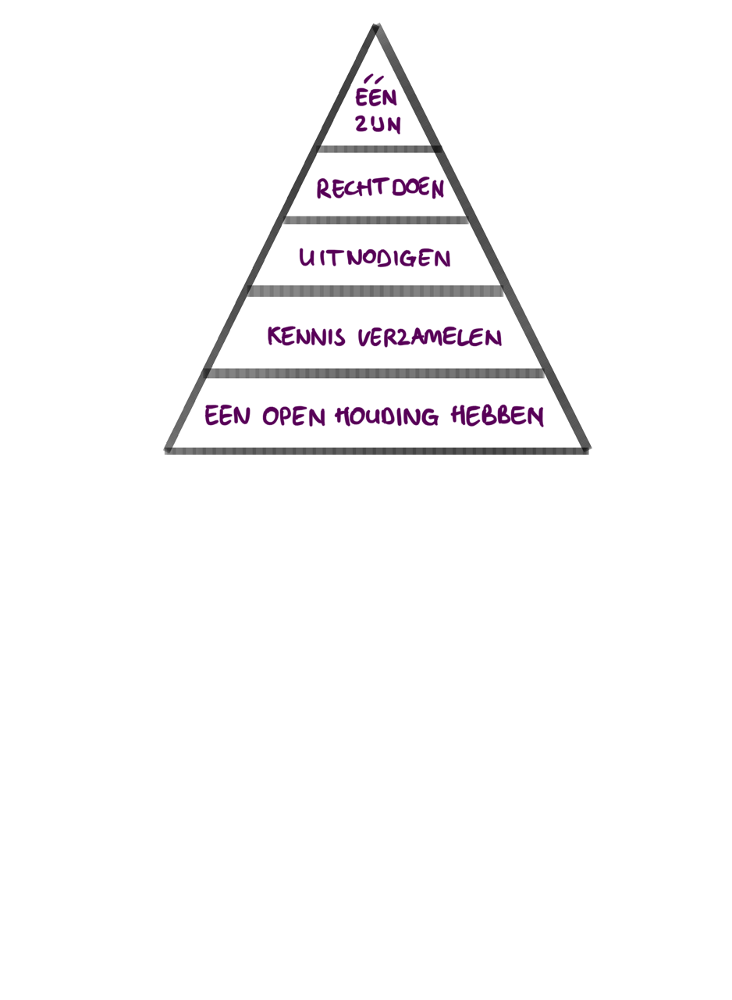 ÉÉN
ZIJN
RECHTDOEN
UITNODIGEN
KENNIS VERZAMELEN
EEN OPEN HOUDING HEBBEN